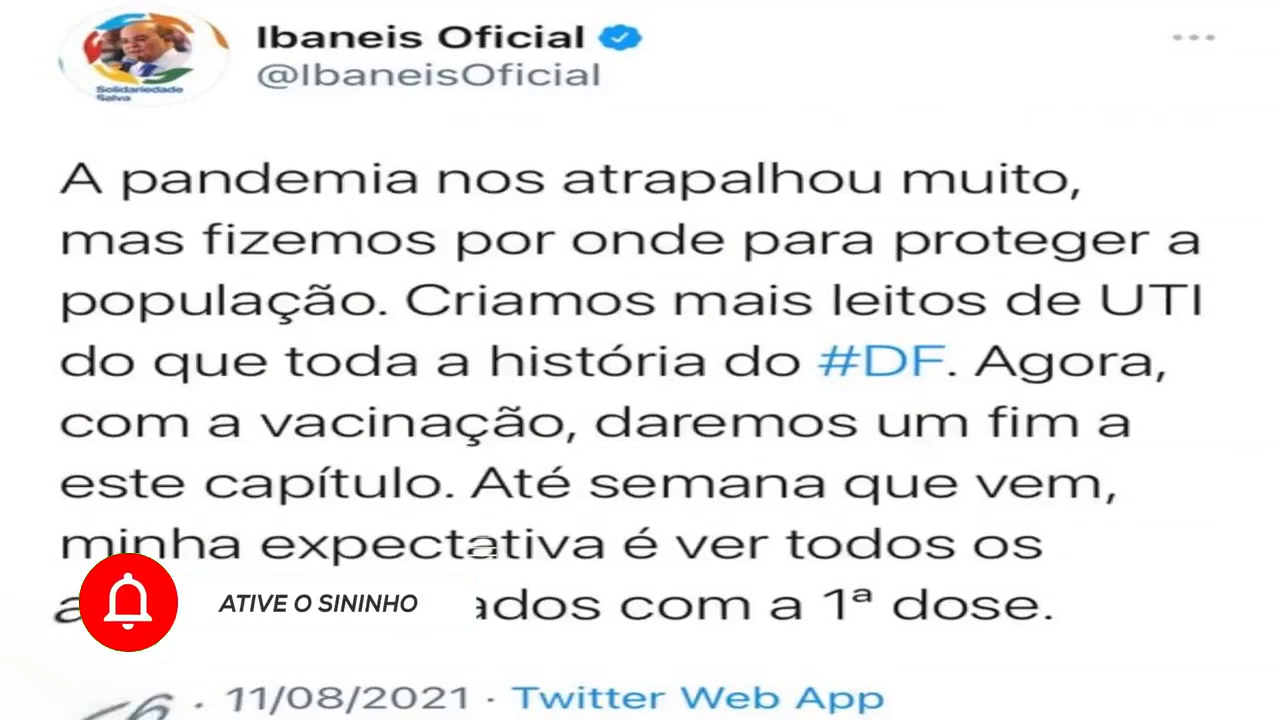 Ibaneis Oficial
@IbaneisOficial
Solidariedade
Salva
A pandemia nos atrapalhou muito,
mas fizemos por onde para proteger a
população. Criamos mais leitos de UTI
do que toda a história do #DF. Agora,
com a vacinação, daremos um fim a
este capítulo. Até semana que vem,
minha expectativa é ver todos os
com a 1ª dose.
ATIVE O SININHO
· 11/08/2021 · Twitter Web App